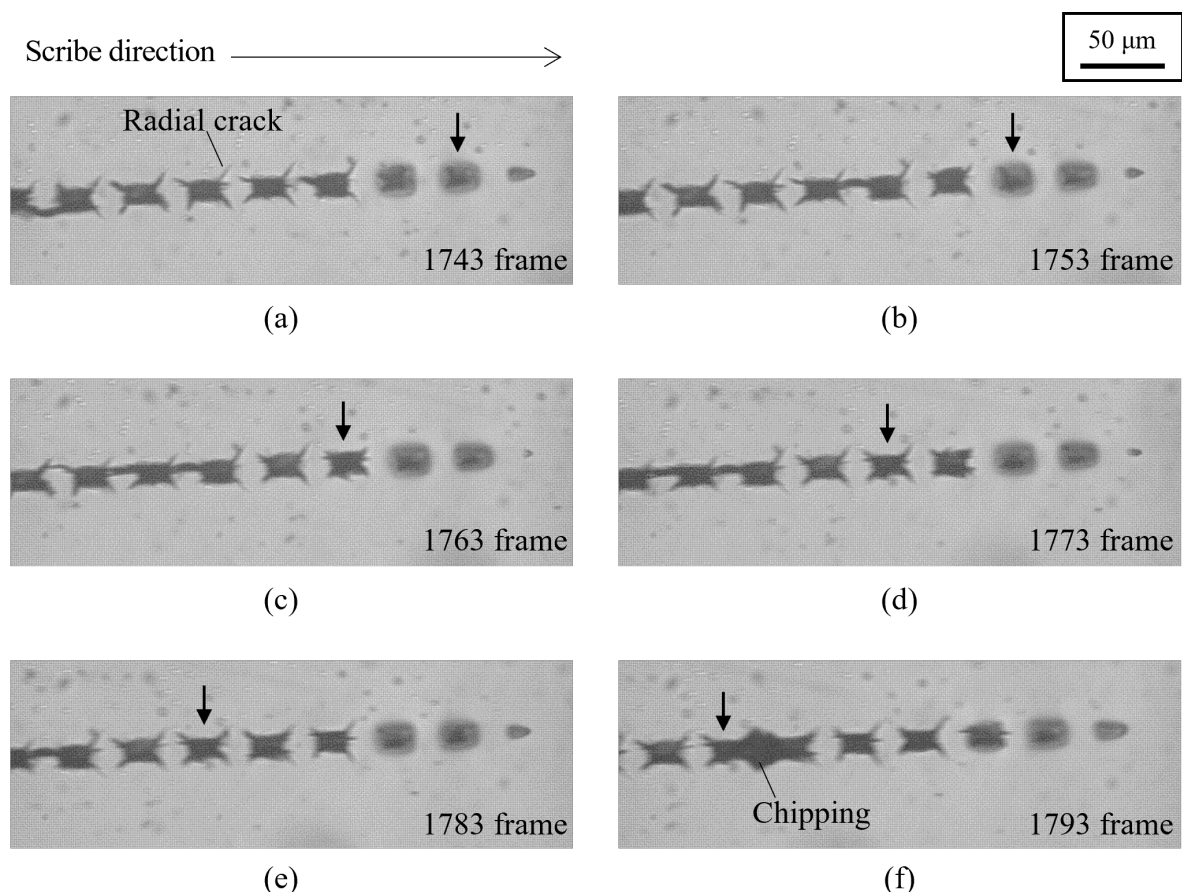 Scribe direction
50 μm
Radial crack
1743 frame
1753 frame
(a)
(b)
1763 frame
1773 frame
(c)
(d)
1783 frame
Chipping
1793 frame
(e)
(f)